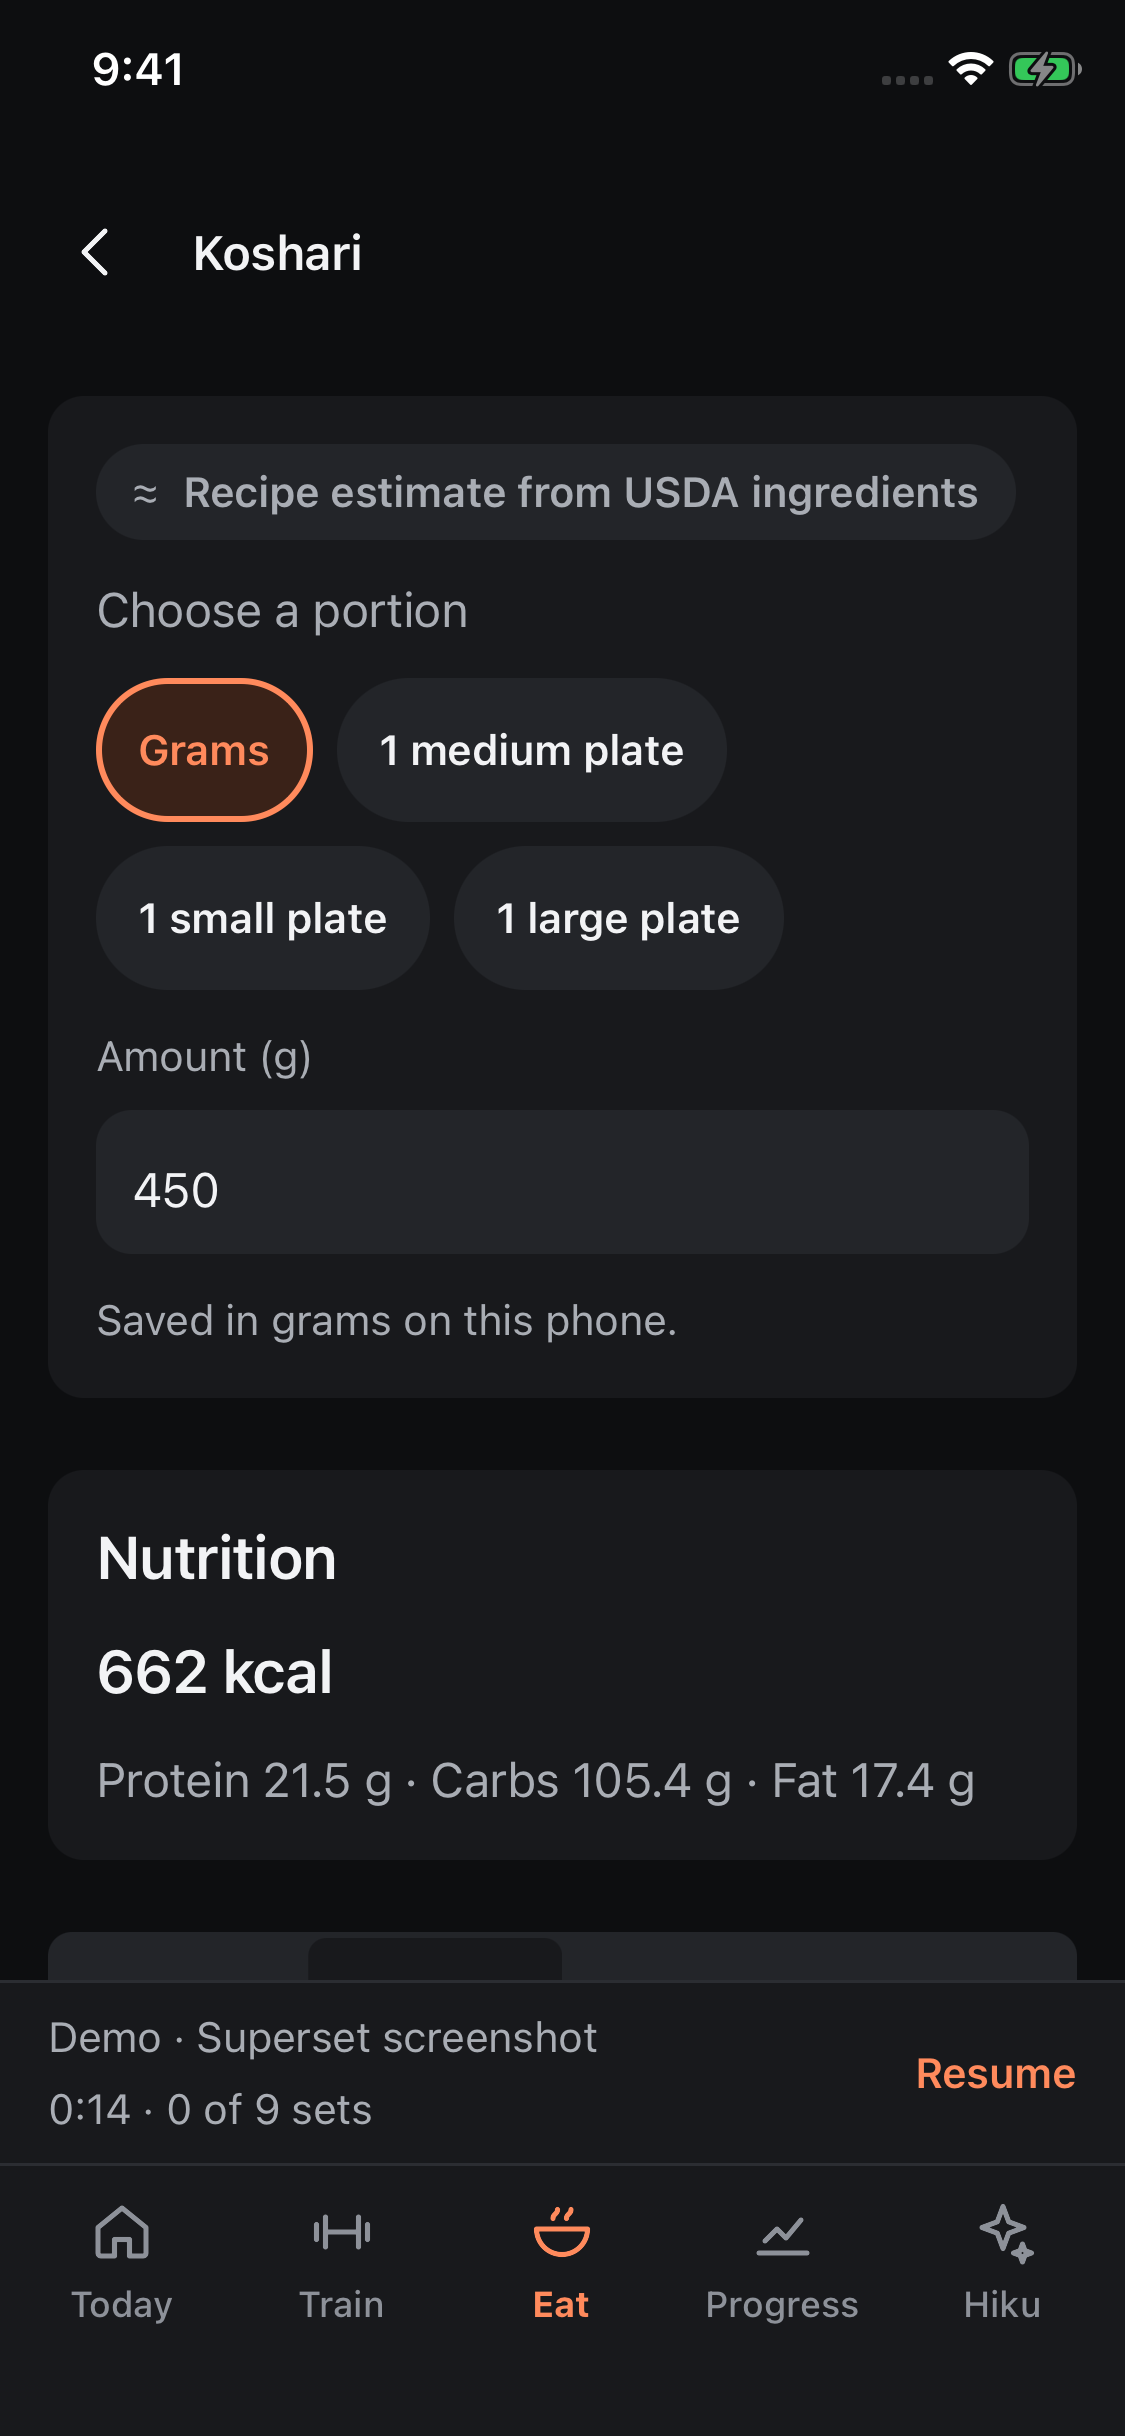 9:41
Koshari
≈ Recipe estimate from USDA ingredients
Choose a portion
Grams
1 medium plate
1 small plate
1 large plate
Amount (g)
450
Saved in grams on this phone.
Nutrition
662 kcal
Protein 21.5 g · Carbs 105.4 g · Fat 17.4 g
Demo · Superset screenshot
0:14 · 0 of 9 sets
Resume
Today
Train
Eat
Progress
Hiku